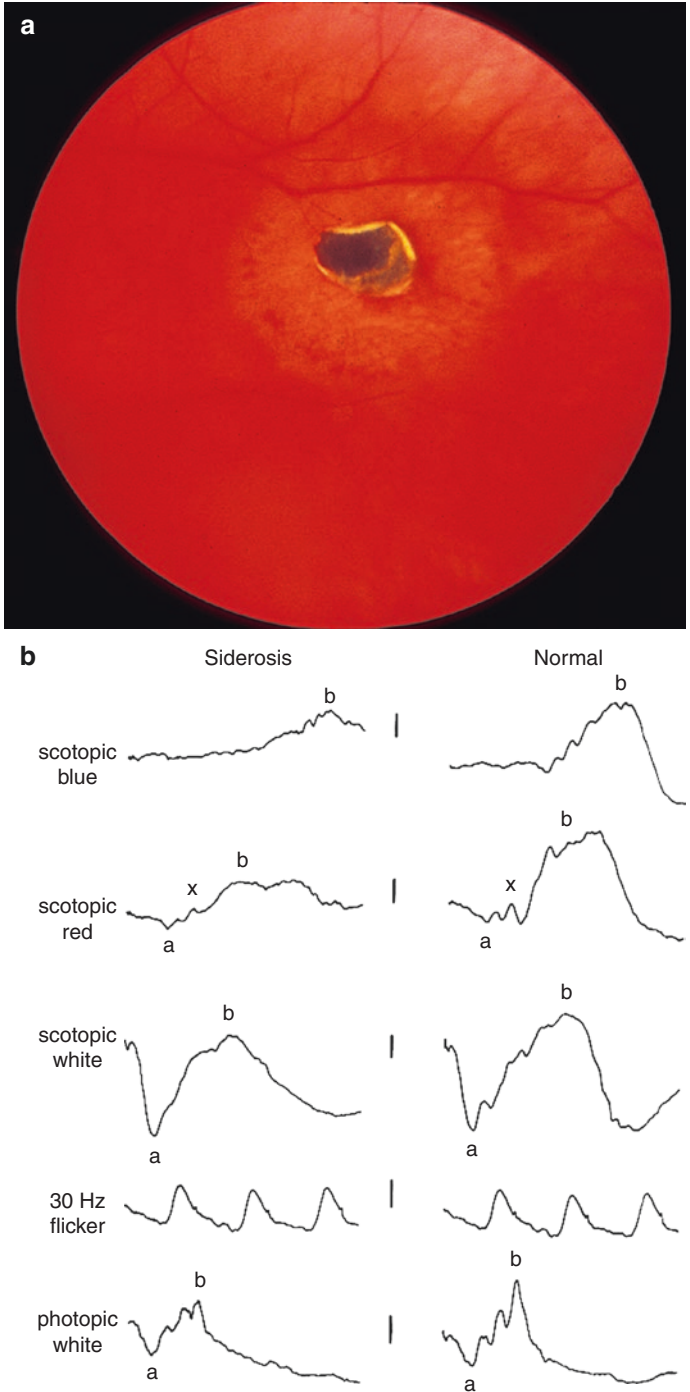 a
b
Siderosis Normal
b b
scotopic
blue
b b
x x
scotopic
red
a a
b b
scotopic
white
a a
30 Hz
flicker
b b
photopic
white
a a